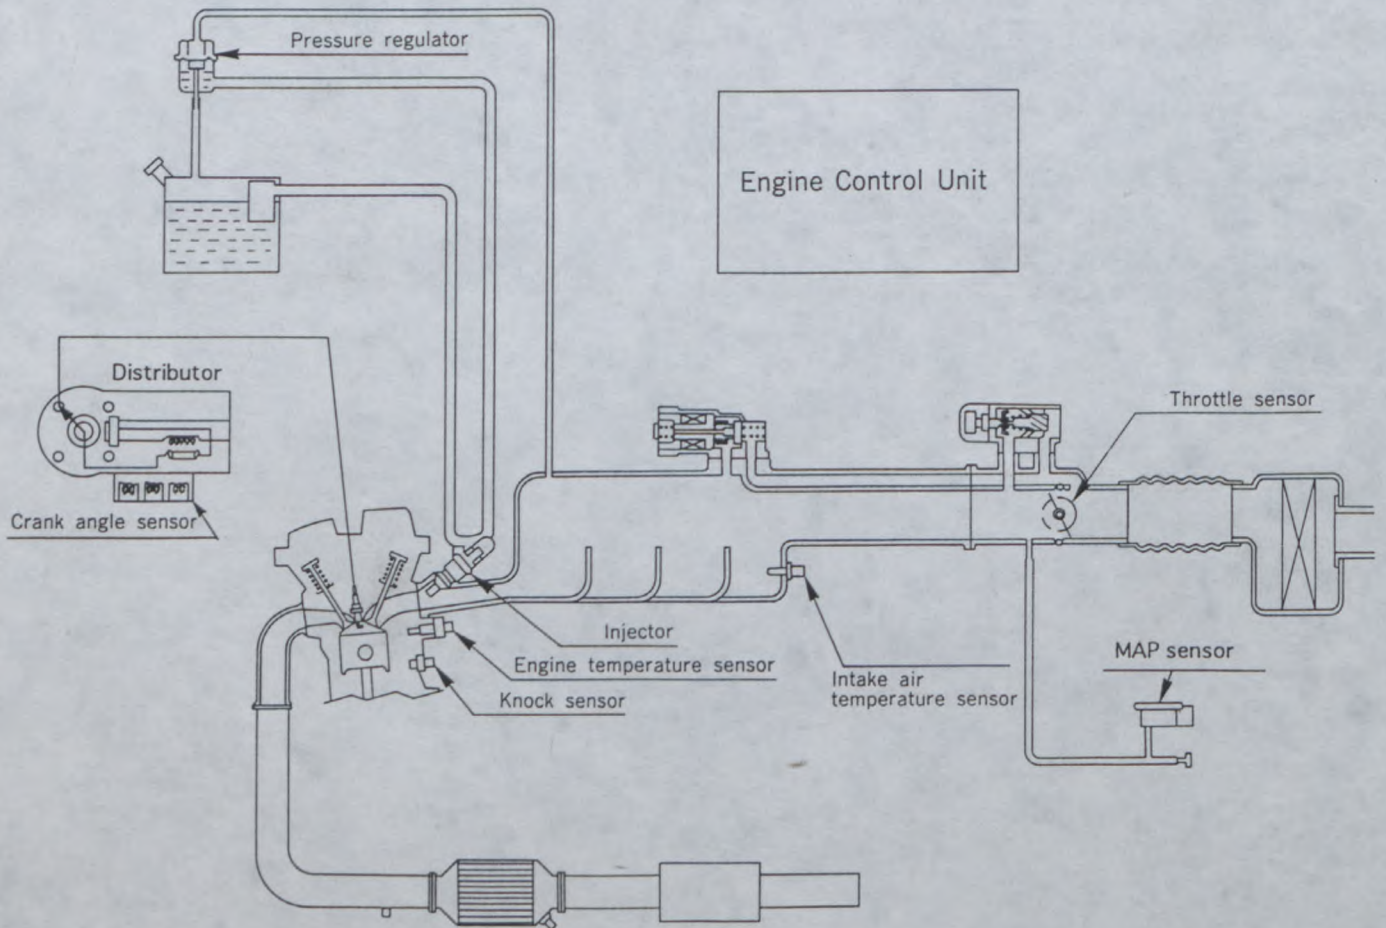 Pressure regulator
Engine Control Unit
Distributor
Throttle sensor
Crank angle sensor
Injector
Engine temperature sensor
Knock sensor
Intake air
temperature sensor
MAP sensor